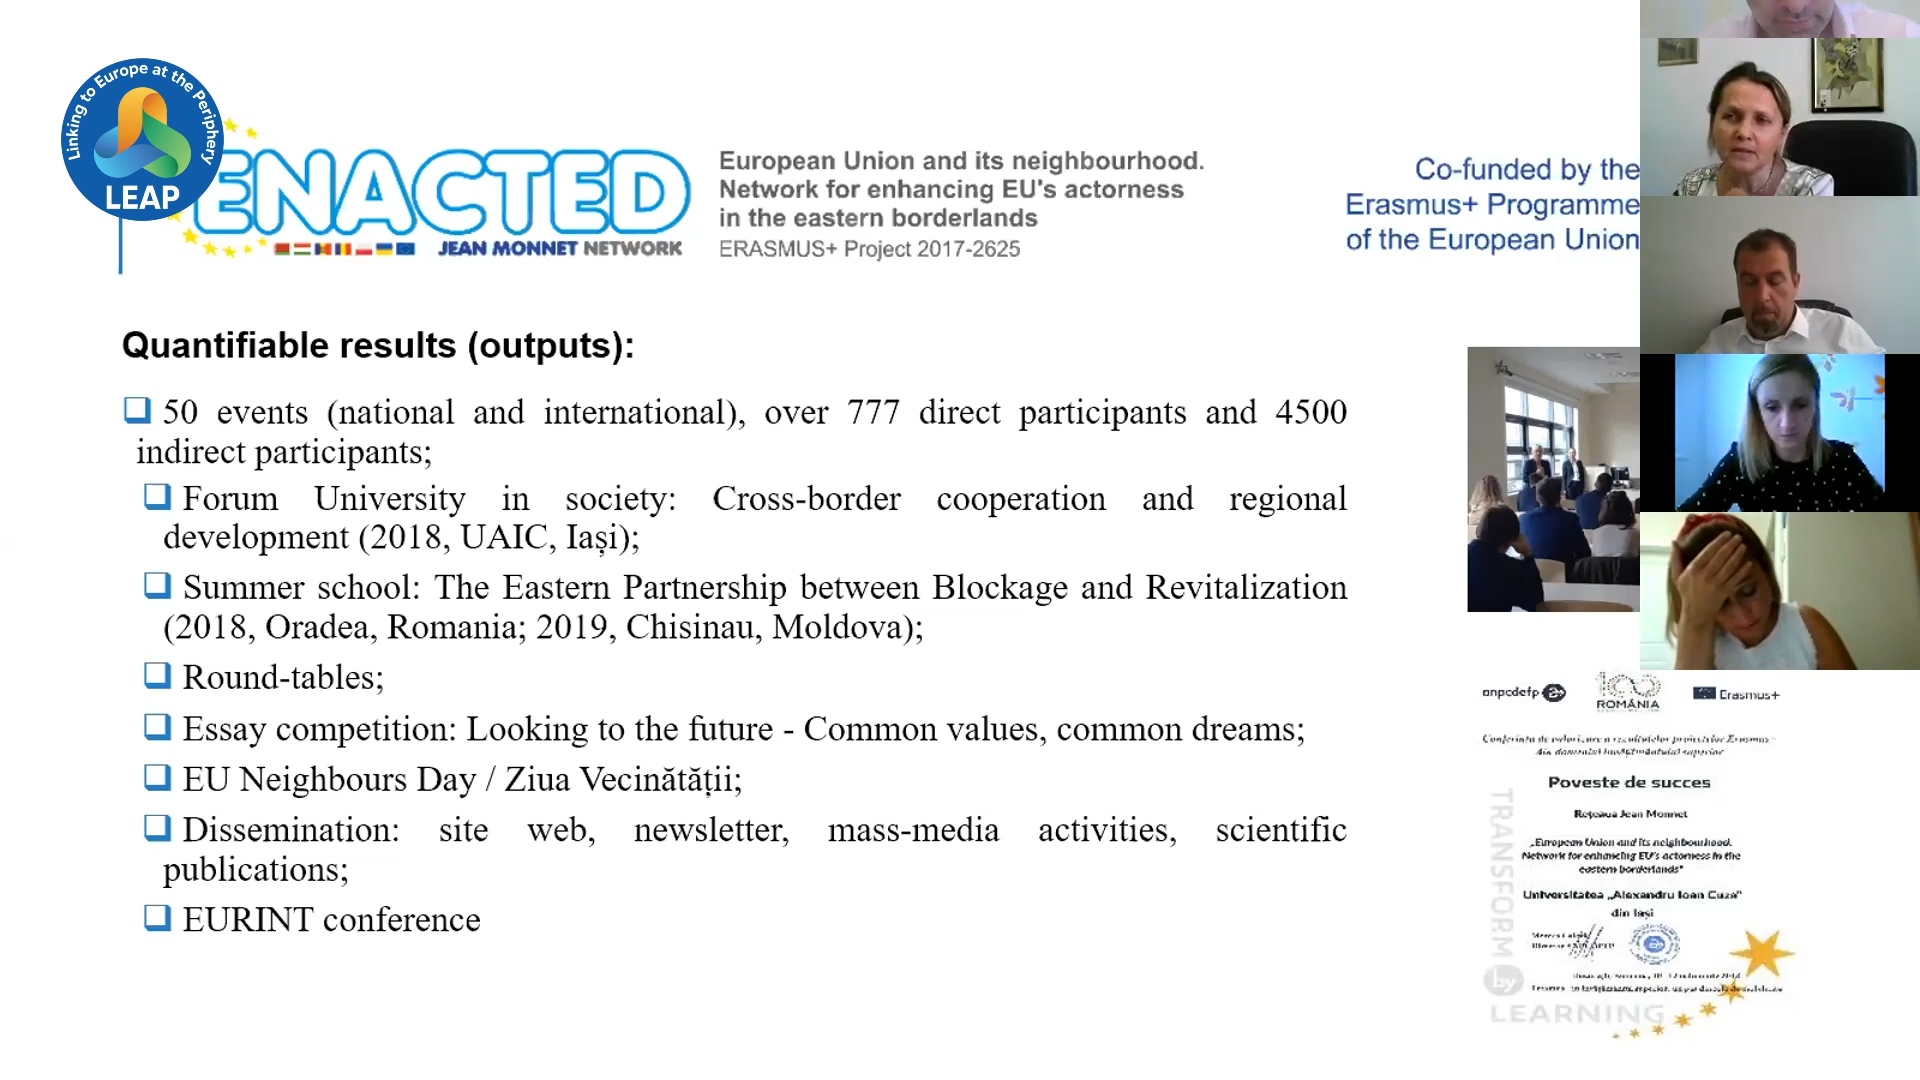 Linking to Europe at the Periphery
LEAP
ENACTED
JEAN MONNET NETWORK
European Union and its neighbourhood.
Network for enhancing EU's actorness
in the eastern borderlands
ERASMUS+ Project 2017-2625
Co-funded by the
Erasmus+ Programme
of the European Union
Quantifiable results (outputs):
50 events (national and international), over 777 direct participants and 4500
indirect participants;
Forum University in society: Cross-border cooperation and regional
development (2018, UAIC, Iași);
Summer school: The Eastern Partnership between Blockage and Revitalization
(2018, Oradea, Romania; 2019, Chisinau, Moldova);
Round-tables;
Essay competition: Looking to the future - Common values, common dreams;
EU Neighbours Day / Ziua Vecinătății;
Dissemination: site web, newsletter, mass-media activities, scientific
publications;
EURINT conference
anpcdefp
100
ROMÂNIA
Erasmus+
Poveste de succes
Rețeaua Jean Monnet
„European Union and its neighbourhood.
Network for enhancing EU's actorness in the
eastern borderlands"
Universitatea „Alexandru Ioan Cuza"
din Iași
TRANSFORM
by
LEARNING